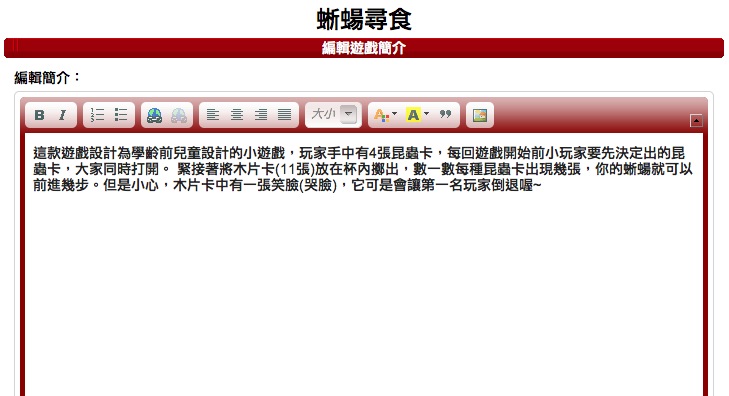 蜥蜴尋食
編輯遊戲簡介
編輯簡介：
B I 大小 A A
這款遊戲設計為學齡前兒童設計的小遊戲，玩家手中有4張昆蟲卡，每回遊戲開始前小玩家要先決定出的昆
蟲卡，大家同時打開。 緊接著將木片卡(11張)放在杯內擲出，數一數每種昆蟲卡出現幾張，你的蜥蜴就可以
前進幾步。但是小心，木片卡中有一張笑臉(哭臉)，它可是會讓第一名玩家倒退喔~